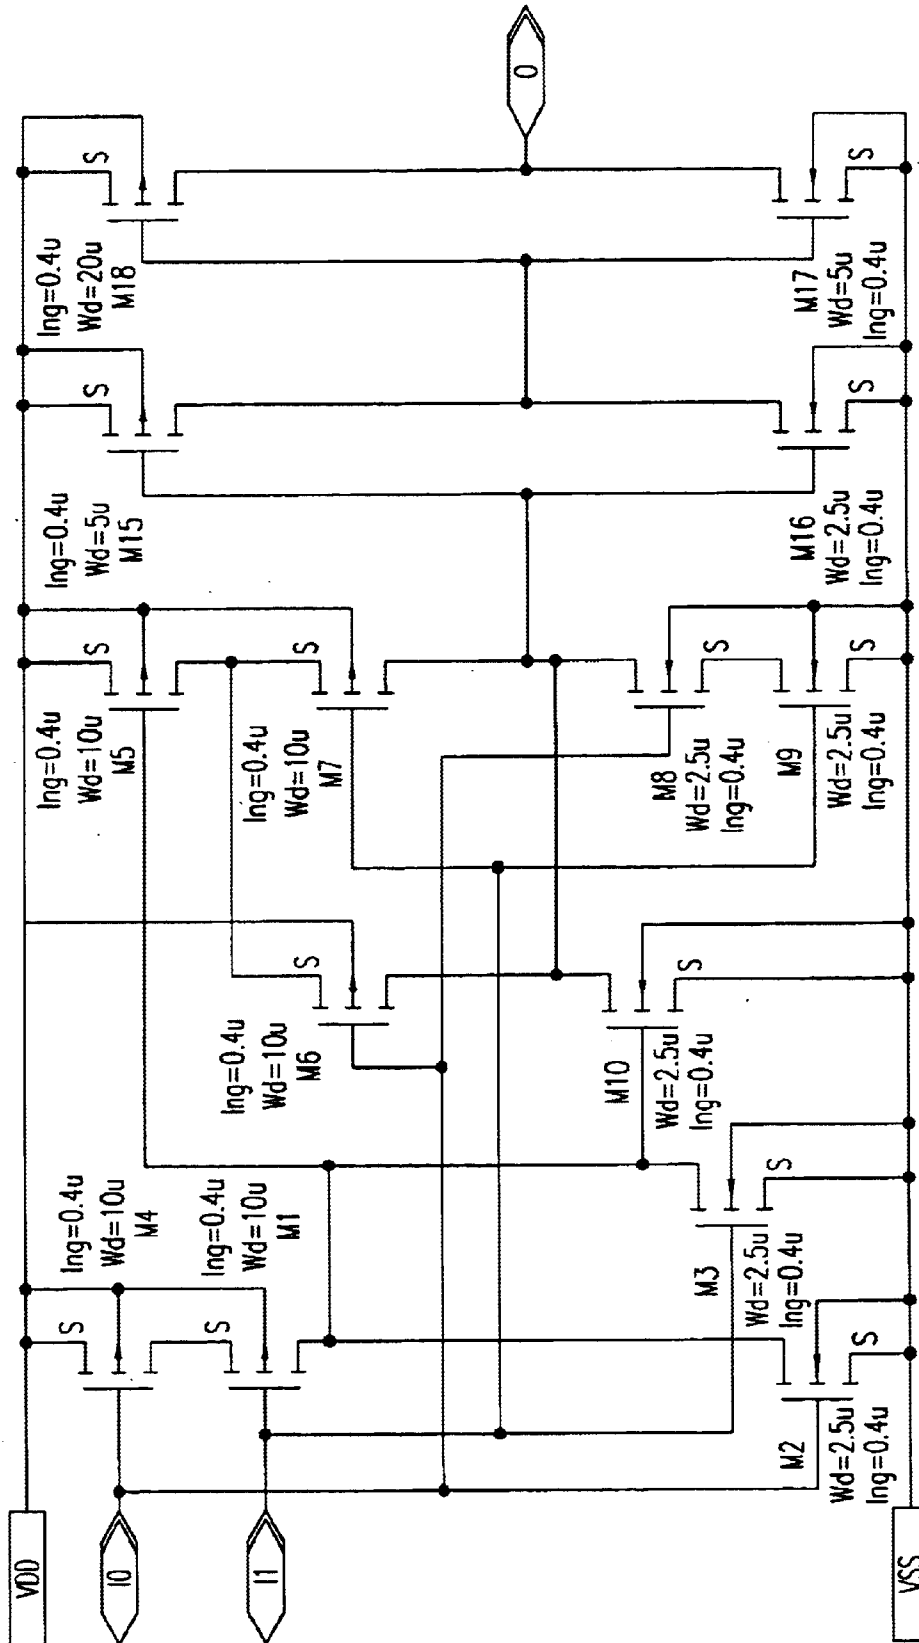 VDD
I0
I1
VSS
lng=0.4u
Wd=10u
M4
S
lng=0.4u
Wd=10u
M1
S
M2
Wd=2.5u
lng=0.4u
S
M3
Wd=2.5u
lng=0.4u
S
lng=0.4u
Wd=10u
M6
S
M10
Wd=2.5u
lng=0.4u
S
lng=0.4u
Wd=10u
M5
S
lng=0.4u
Wd=10u
M7
S
M8
Wd=2.5u
lng=0.4u
S
M9
Wd=2.5u
lng=0.4u
S
lng=0.4u
Wd=5u
M15
S
M16
Wd=2.5u
lng=0.4u
S
lng=0.4u
Wd=20u
M18
S
M17
Wd=5u
lng=0.4u
S
O